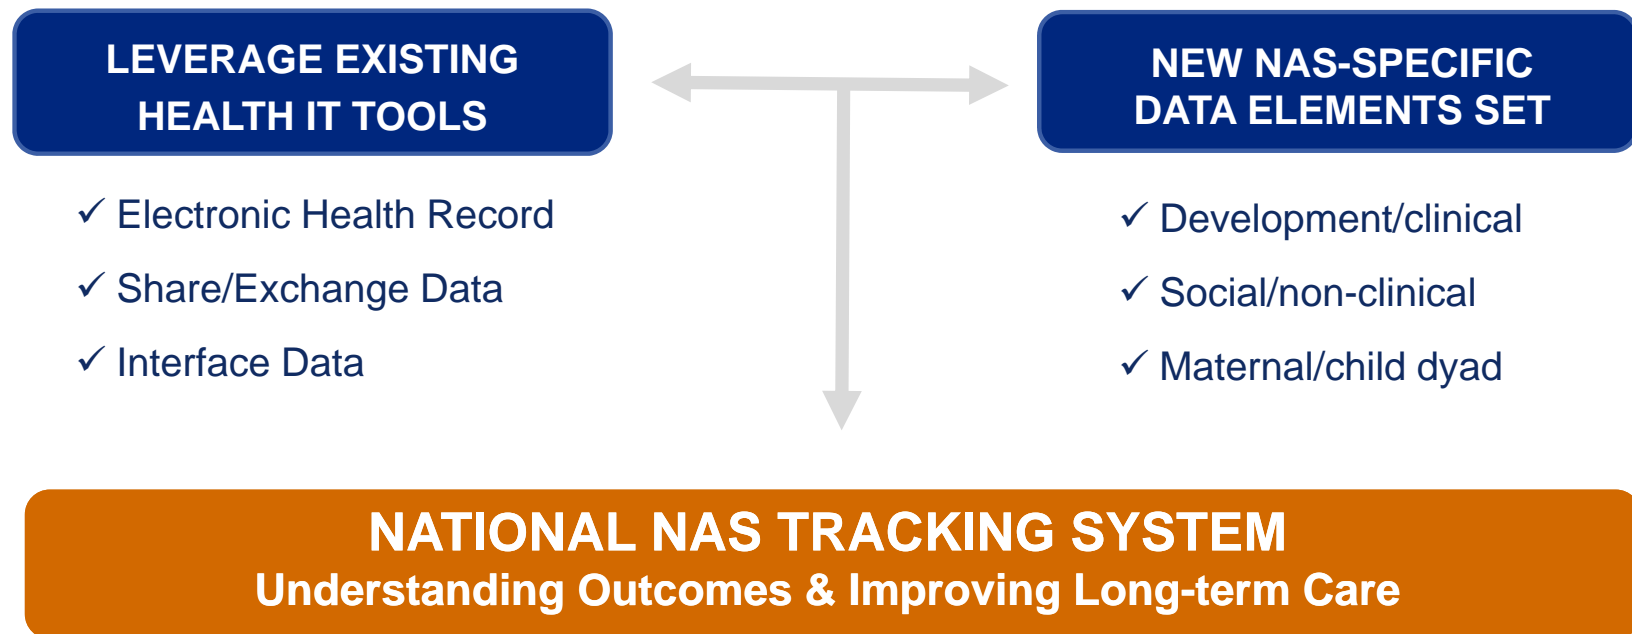 LEVERAGE EXISTING
HEALTH IT TOOLS
✓ Electronic Health Record
✓ Share/Exchange Data
✓ Interface Data
NEW NAS-SPECIFIC
DATA ELEMENTS SET
✓ Development/clinical
✓ Social/non-clinical
✓ Maternal/child dyad
NATIONAL NAS TRACKING SYSTEM
Understanding Outcomes & Improving Long-term Care